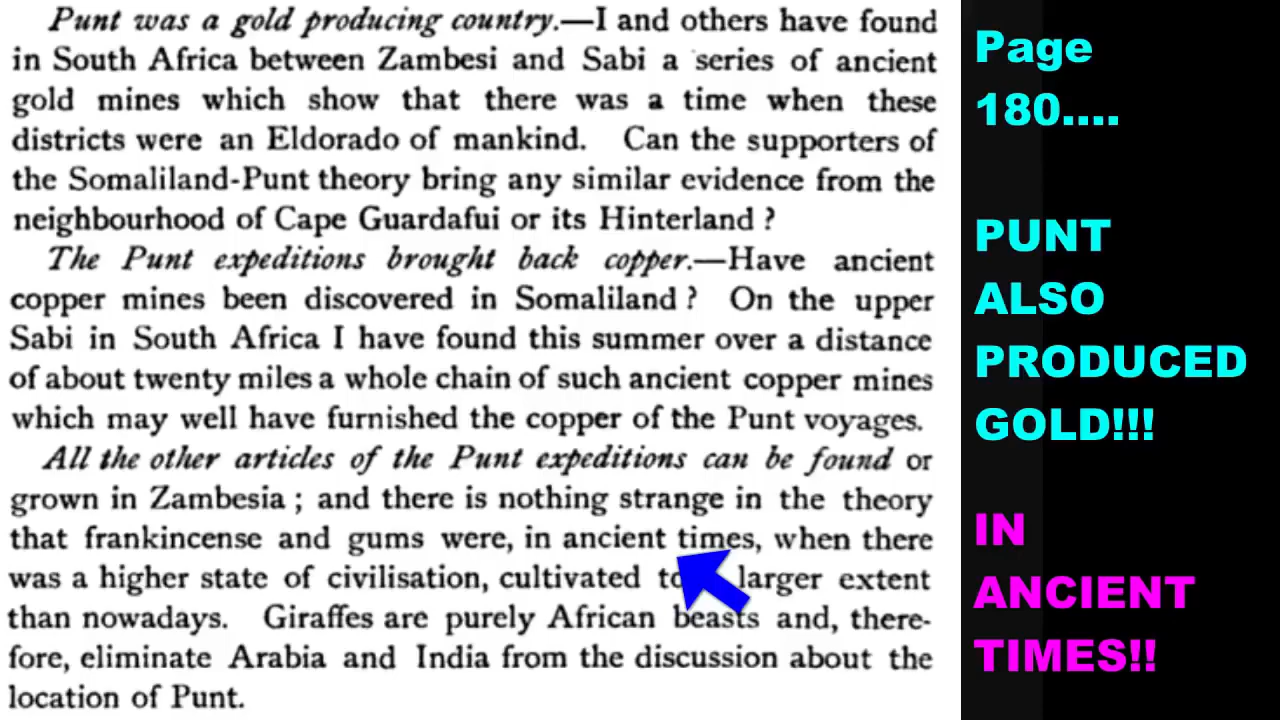 Punt was a gold producing country.—I and others have found
in South Africa between Zambesi and Sabi a series of ancient
gold mines which show that there was a time when these
districts were an Eldorado of mankind. Can the supporters of
the Somaliland-Punt theory bring any similar evidence from the
neighbourhood of Cape Guardafui or its Hinterland?
The Punt expeditions brought back copper.—Have ancient
copper mines been discovered in Somaliland? On the upper
Sabi in South Africa I have found this summer over a distance
of about twenty miles a whole chain of such ancient copper mines
which may well have furnished the copper of the Punt voyages.
All the other articles of the Punt expeditions can be found or
grown in Zambesia; and there is nothing strange in the theory
that frankincense and gums were, in ancient times, when there
was a higher state of civilisation, cultivated to larger extent
than nowadays. Giraffes are purely African beasts and, there-
fore, eliminate Arabia and India from the discussion about the
location of Punt.
Page
180....
PUNT
ALSO
PRODUCED
GOLD!!!
IN
ANCIENT
TIMES!!